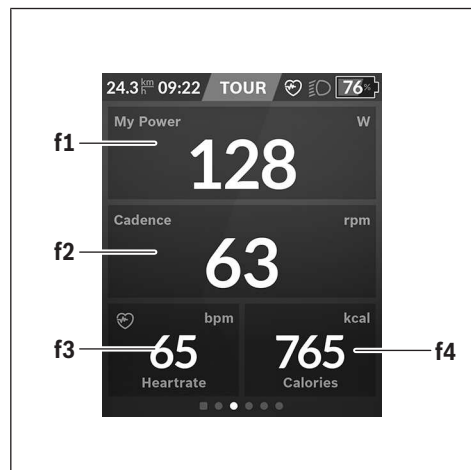 24.3 km/h 09:22 TOUR 76%
My Power W
f1
128
Cadence rpm
f2
63
bpm kcal
f3 65 765 f4
Heartrate Calories